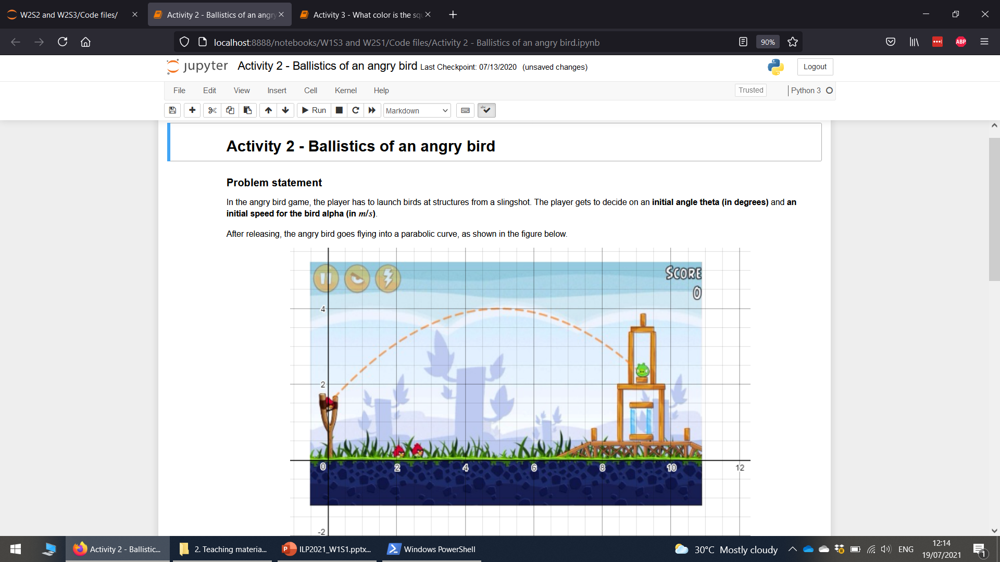 W2S2 and W2S3/Code files/
Activity 2 - Ballistics of an angry
Activity 3 - What color is the squ
localhost:8888/notebooks/W1S3 and W2S1/Code files/Activity 2 - Ballistics of an angry bird.ipynb
90%
ABP
jupyter Activity 2 - Ballistics of an angry bird Last Checkpoint: 07/13/2020 (unsaved changes)
Logout
File Edit View Insert Cell Kernel Help
Trusted
Python 3
Run
Markdown
abc
Activity 2 - Ballistics of an angry bird
Problem statement
In the angry bird game, the player has to launch birds at structures from a slingshot. The player gets to decide on an initial angle theta (in degrees) and an
initial speed for the bird alpha (in m/s).
After releasing, the angry bird goes flying into a parabolic curve, as shown in the figure below.
SCORE
0
4
2
0 2 4 6 8 10 12
-2
Activity 2 - Ballistic...
2. Teaching materia...
ILP2021_W1S1.pptx...
Windows PowerShell
30°C Mostly cloudy
ENG
12:14
19/07/2021
1